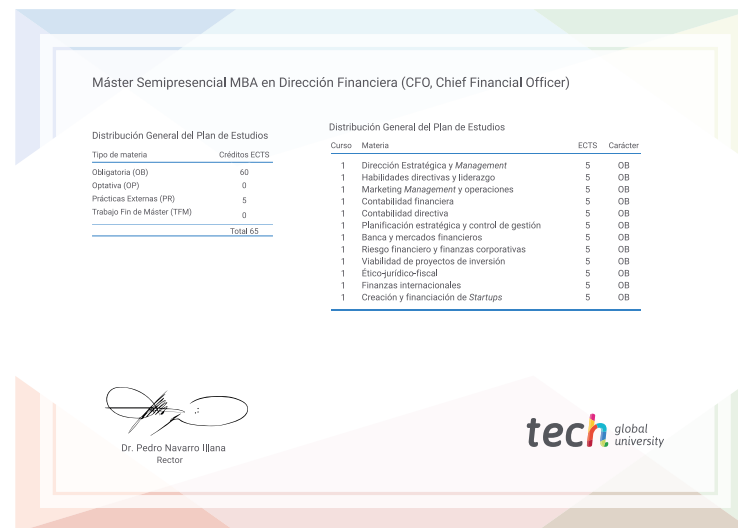 Máster Semipresencial MBA en Dirección Financiera (CFO, Chief Financial Officer)
Distribución General del Plan de Estudios
Tipo de materia Créditos ECTS
Obligatoria (OB) 60
Optativa (OP) 0
Prácticas Externas (PR) 5
Trabajo Fin de Máster (TFM) 0
Total 65
Distribución General del Plan de Estudios
Curso Materia ECTS Carácter
1 Dirección Estratégica y Management 5 OB
1 Habilidades directivas y liderazgo 5 OB
1 Marketing Management y operaciones 5 OB
1 Contabilidad financiera 5 OB
1 Contabilidad directiva 5 OB
1 Planificación estratégica y control de gestión 5 OB
1 Banca y mercados financieros 5 OB
1 Riesgo financiero y finanzas corporativas 5 OB
1 Viabilidad de proyectos de inversión 5 OB
1 Ético-jurídico-fiscal 5 OB
1 Finanzas internacionales 5 OB
1 Creación y financiación de Startups 5 OB
Dr. Pedro Navarro Illana
Rector
tech global
university